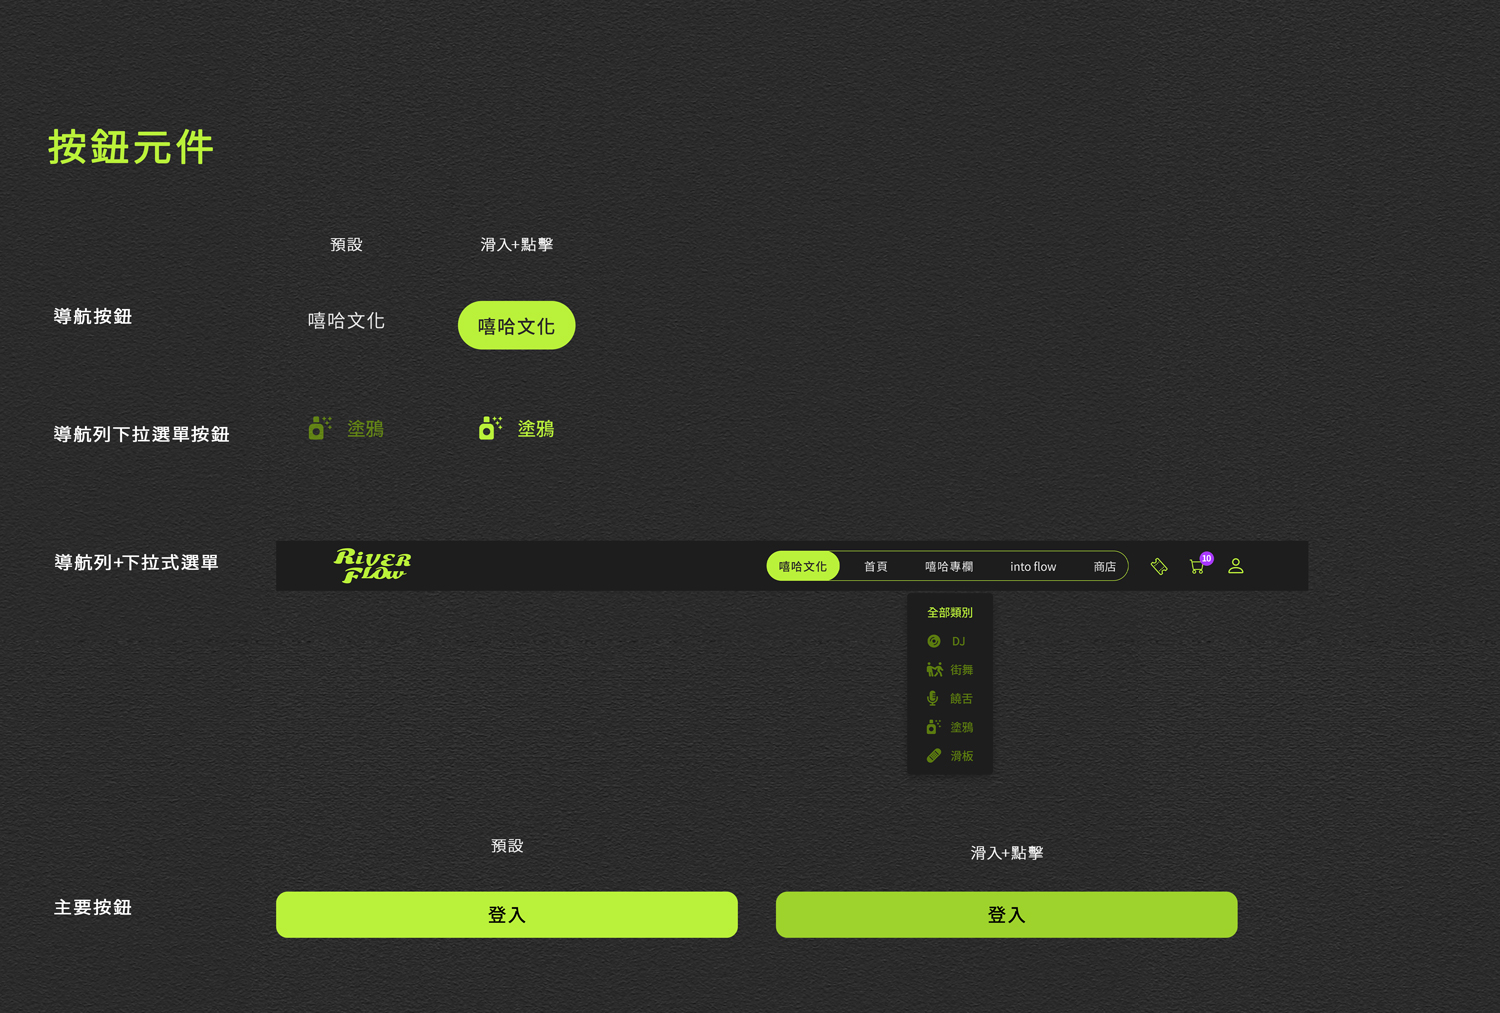 按鈕元件
預設
滑入+點擊
導航按鈕
嘻哈文化
嘻哈文化
導航列下拉選單按鈕
塗鴉
塗鴉
導航列+下拉式選單
RiVER
FLOW
嘻哈文化
首頁
嘻哈專欄
into flow
商店
10
全部類別
DJ
街舞
饒舌
塗鴉
滑板
預設
滑入+點擊
主要按鈕
登入
登入